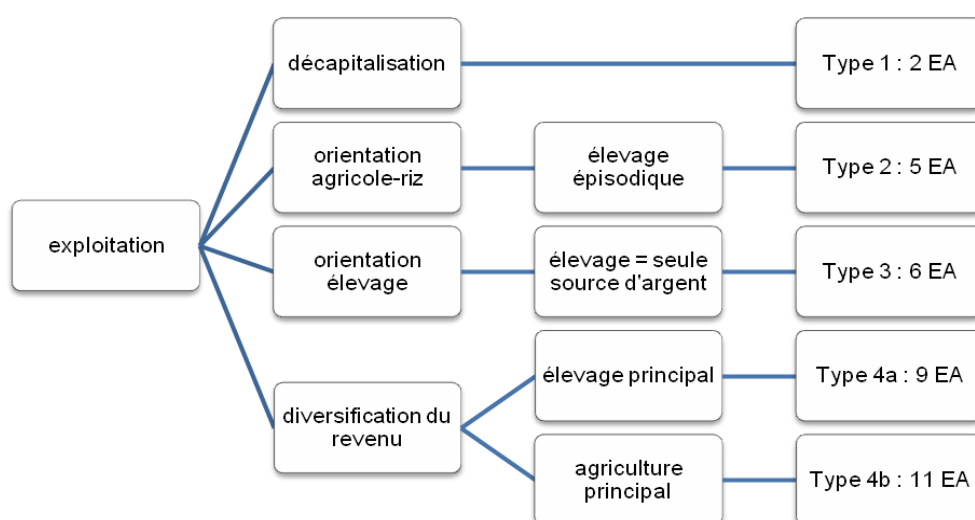 décapitalisation
Type 1 : 2 EA
orientation
agricole-riz
élevage
épisodique
Type 2 : 5 EA
exploitation
orientation
élevage
élevage = seule
source d'argent
Type 3 : 6 EA
diversification du
revenu
élevage principal
Type 4a : 9 EA
agriculture
principal
Type 4b : 11 EA